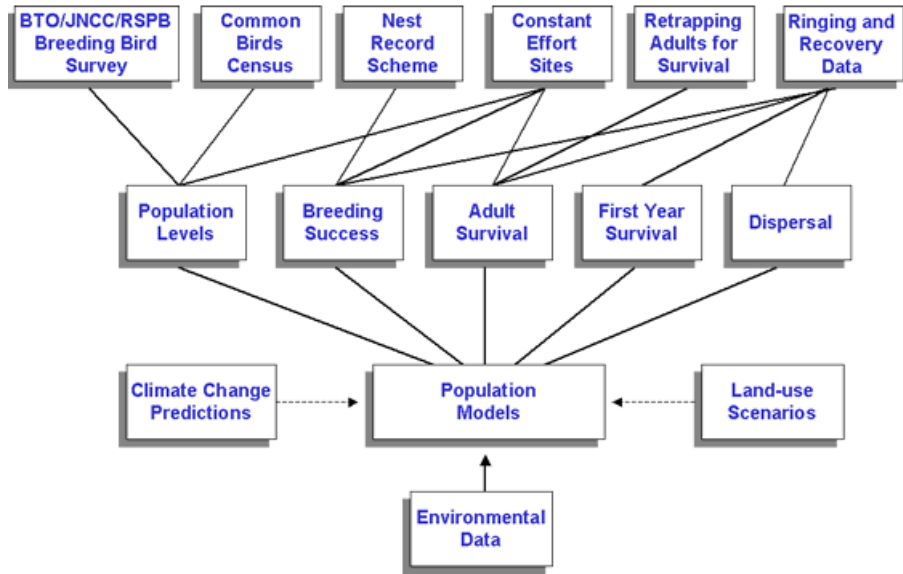 BTO/JNCC/RSPB
Breeding Bird
Survey
Common
Birds
Census
Nest
Record
Scheme
Constant
Effort
Sites
Retrapping
Adults for
Survival
Ringing and
Recovery
Data
Population
Levels
Breeding
Success
Adult
Survival
First Year
Survival
Dispersal
Climate Change
Predictions
Population
Models
Land-use
Scenarios
Environmental
Data